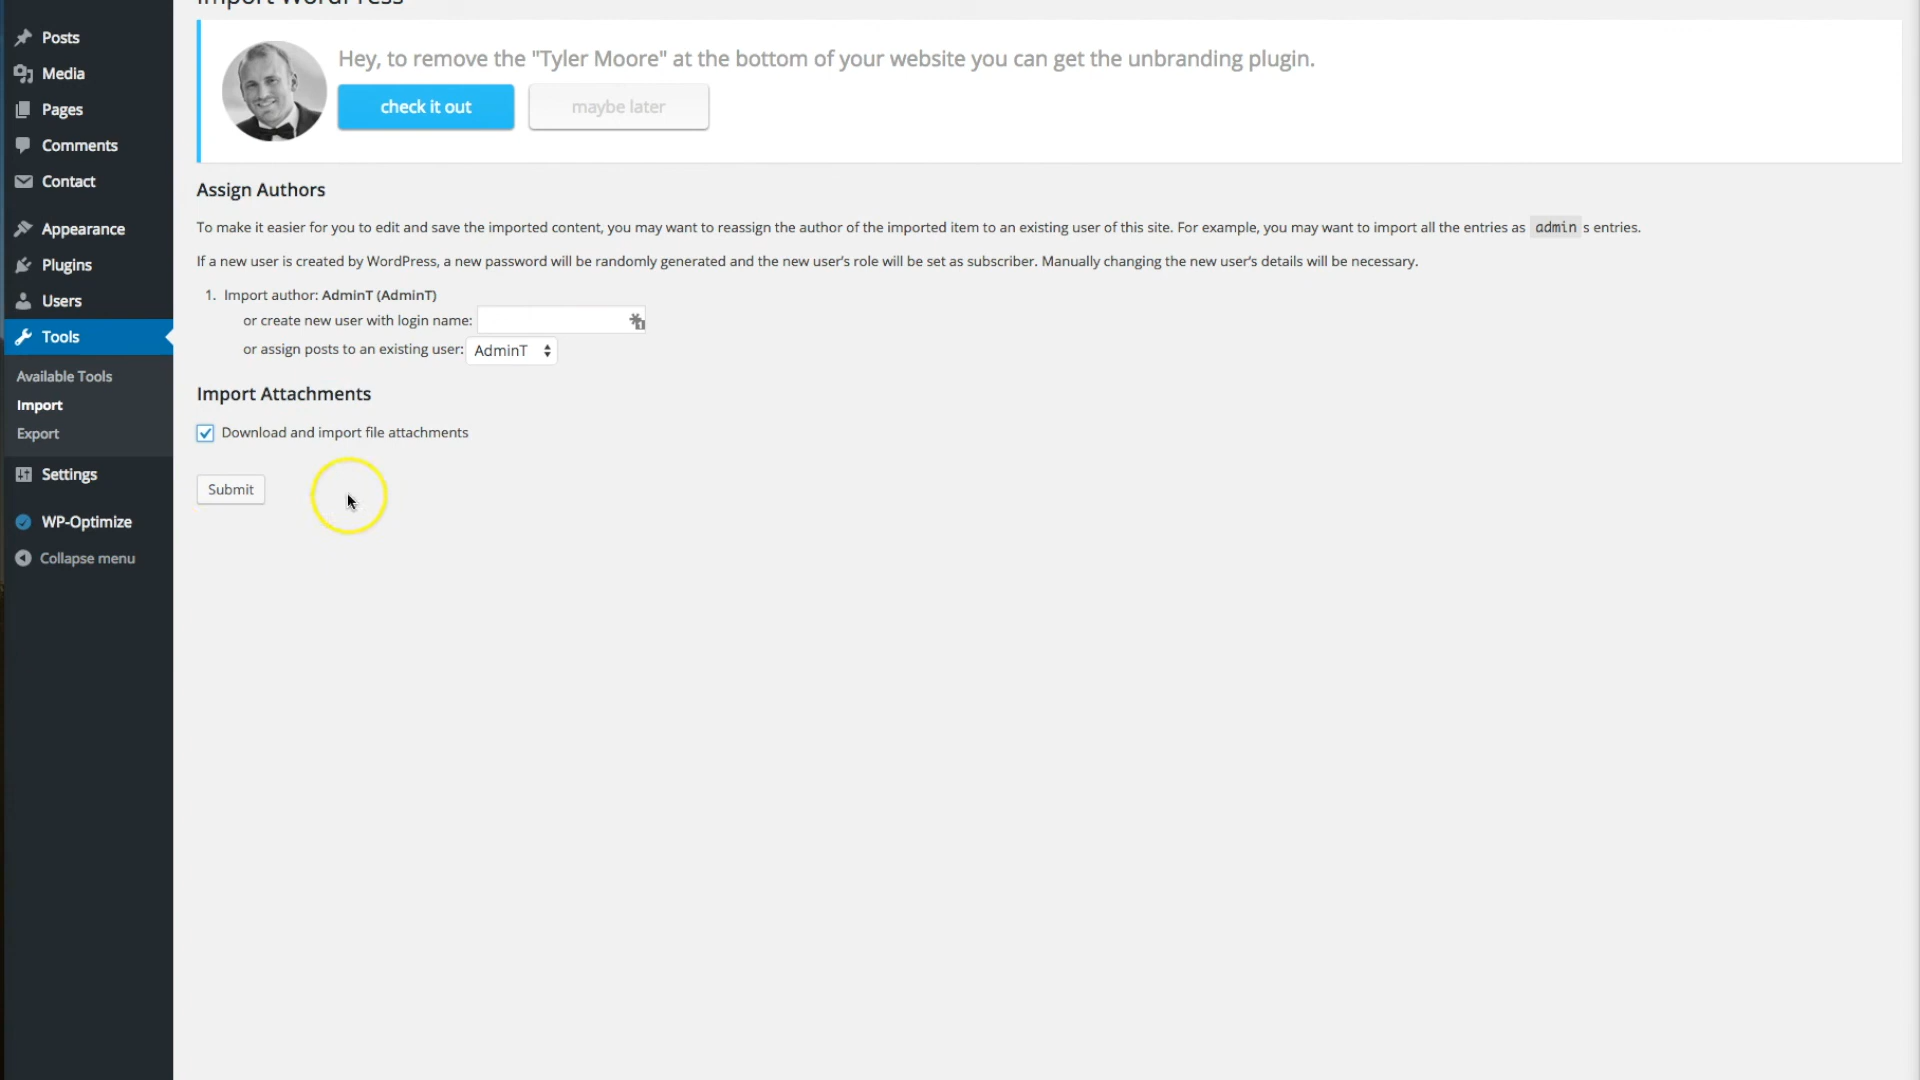 Import WordPress
Posts
Media
Pages
Comments
Contact
Appearance
Plugins
Users
Tools
Available Tools
Import
Export
Settings
WP-Optimize
Collapse menu
Hey, to remove the "Tyler Moore" at the bottom of your website you can get the unbranding plugin.
check it out
maybe later
Assign Authors
To make it easier for you to edit and save the imported content, you may want to reassign the author of the imported item to an existing user of this site. For example, you may want to import all the entries as admin s entries.
If a new user is created by WordPress, a new password will be randomly generated and the new user's role will be set as subscriber. Manually changing the new user's details will be necessary.
1. Import author: AdminT (AdminT)
or create new user with login name:
or assign posts to an existing user: AdminT
Import Attachments
Download and import file attachments
Submit